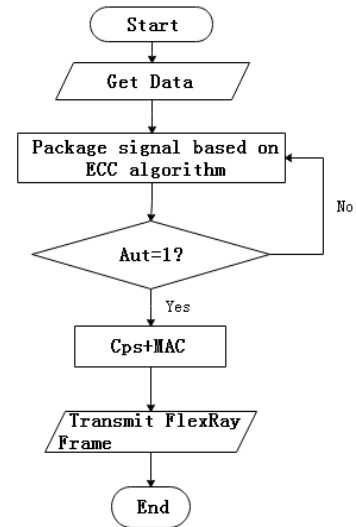 Start
Get Data
Package signal based on
ECC algorithm
No
Aut=1?
Yes
Cps+MAC
Transmit FlexRay
Frame
End